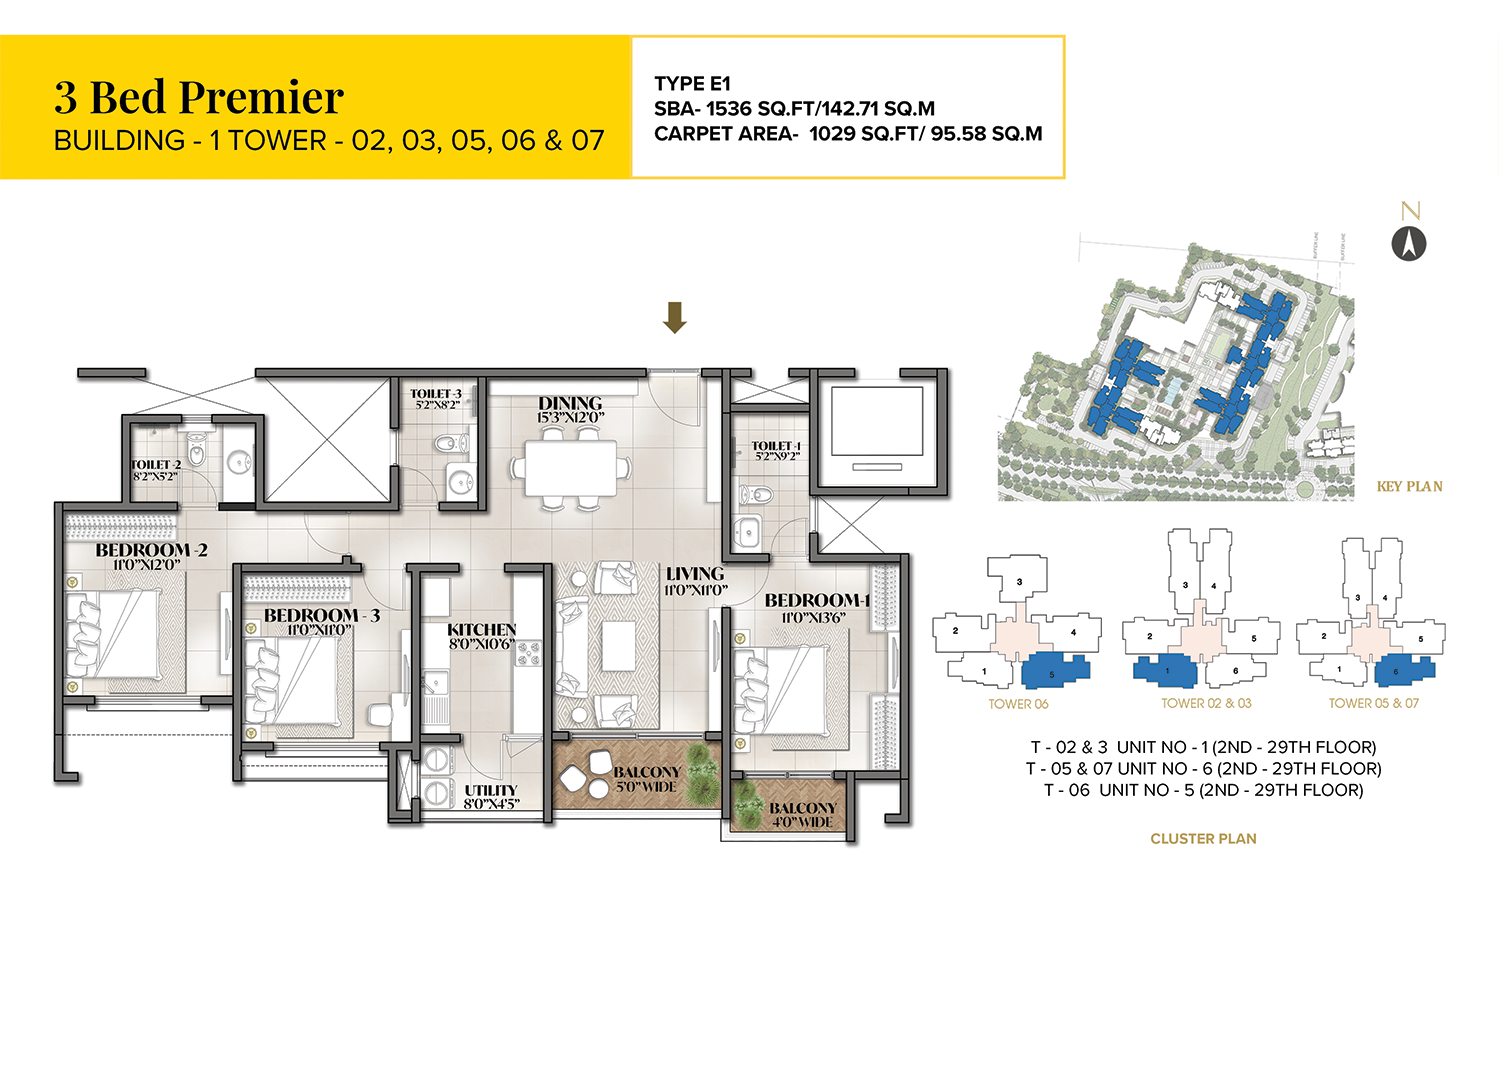 3 Bed Premier
BUILDING - 1 TOWER - 02, 03, 05, 06 & 07
TYPE E1
SBA- 1536 SQ.FT/142.71 SQ.M
CARPET AREA- 1029 SQ.FT/ 95.58 SQ.M
N
BUFFER LINE
BUFFER LINE
KEY PLAN
TOILET -3
5'2"X8'2"
DINING
15'3"X12'0"
TOILET -2
8'2"X5'2"
TOILET -1
5'2"X9'2"
BEDROOM -2
11'0"X12'0"
BEDROOM - 3
11'0"X11'0"
KITCHEN
8'0"X10'6"
LIVING
11'0"X11'0"
BEDROOM-1
11'0"X13'6"
UTILITY
8'0"X4'5"
BALCONY
5'0" WIDE
BALCONY
4'0" WIDE
3
2
4
1
5
TOWER 06
3
4
2
5
1
6
TOWER 02 & 03
3
4
2
5
1
6
TOWER 05 & 07
T - 02 & 3 UNIT NO - 1 (2ND - 29TH FLOOR)
T - 05 & 07 UNIT NO - 6 (2ND - 29TH FLOOR)
T - 06 UNIT NO - 5 (2ND - 29TH FLOOR)
CLUSTER PLAN